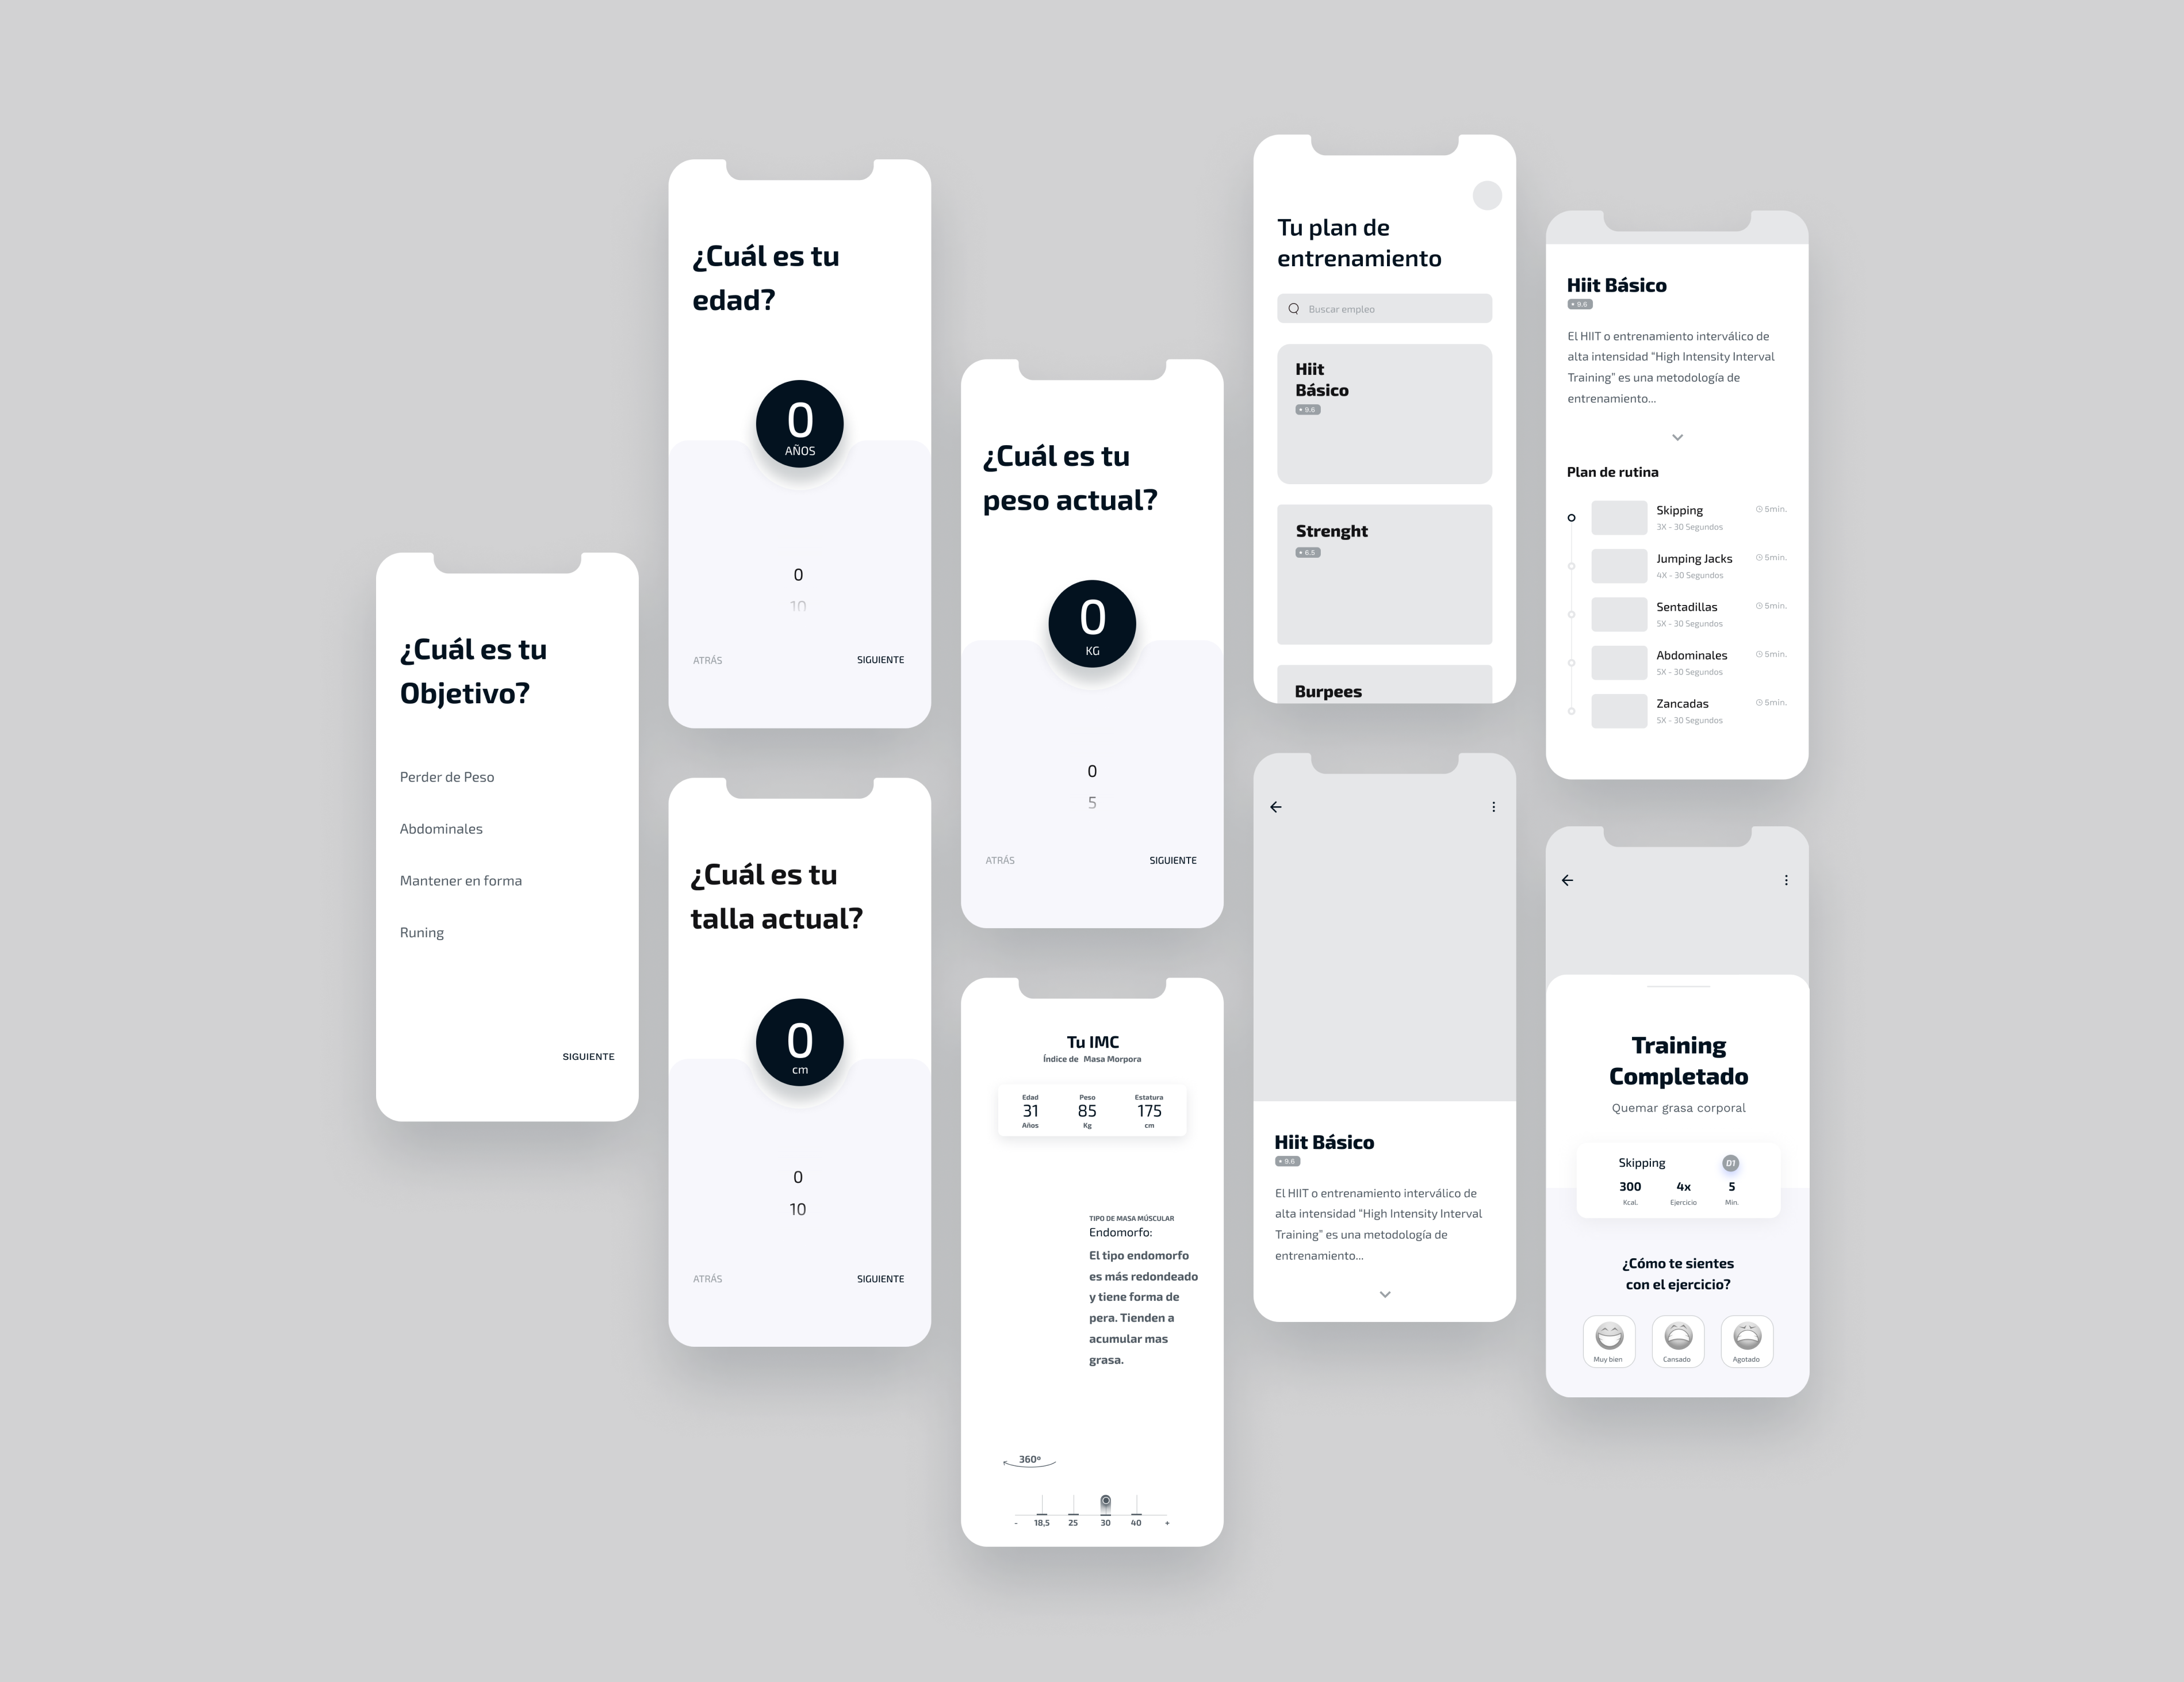 ¿Cuál es tu
Objetivo?
Perder de Peso
Abdominales
Mantener en forma
Runing
SIGUIENTE
¿Cuál es tu
edad?
0
AÑOS
0
10
ATRÁS SIGUIENTE
¿Cuál es tu
talla actual?
0
cm
0
10
ATRÁS SIGUIENTE
¿Cuál es tu
peso actual?
0
KG
0
5
ATRÁS SIGUIENTE
Tu IMC
Índice de Masa Morpora
Edad Peso Estatura
31 85 175
Años Kg cm
TIPO DE MASA MÚSCULAR
Endomorfo:
El tipo endomorfo
es más redondeado
y tiene forma de
pera. Tienden a
acumular mas
grasa.
360º
- 18,5 25 30 40 +
Tu plan de
entrenamiento
Buscar empleo
Hiit
Básico
9.6
Strenght
6.5
Burpees
Hiit Básico
9.6
El HIIT o entrenamiento interválico de
alta intensidad “High Intensity Interval
Training” es una metodología de
entrenamiento...
Hiit Básico
9.6
El HIIT o entrenamiento interválico de
alta intensidad “High Intensity Interval
Training” es una metodología de
entrenamiento...
Plan de rutina
Skipping 5min.
3X - 30 Segundos
Jumping Jacks 5min.
4X - 30 Segundos
Sentadillas 5min.
5X - 30 Segundos
Abdominales 5min.
5X - 30 Segundos
Zancadas 5min.
5X - 30 Segundos
Training
Completado
Quemar grasa corporal
Skipping 01
300 4x 5
Kcal. Ejercicio Min.
¿Cómo te sientes
con el ejercicio?
Muy bien Cansado Agotado